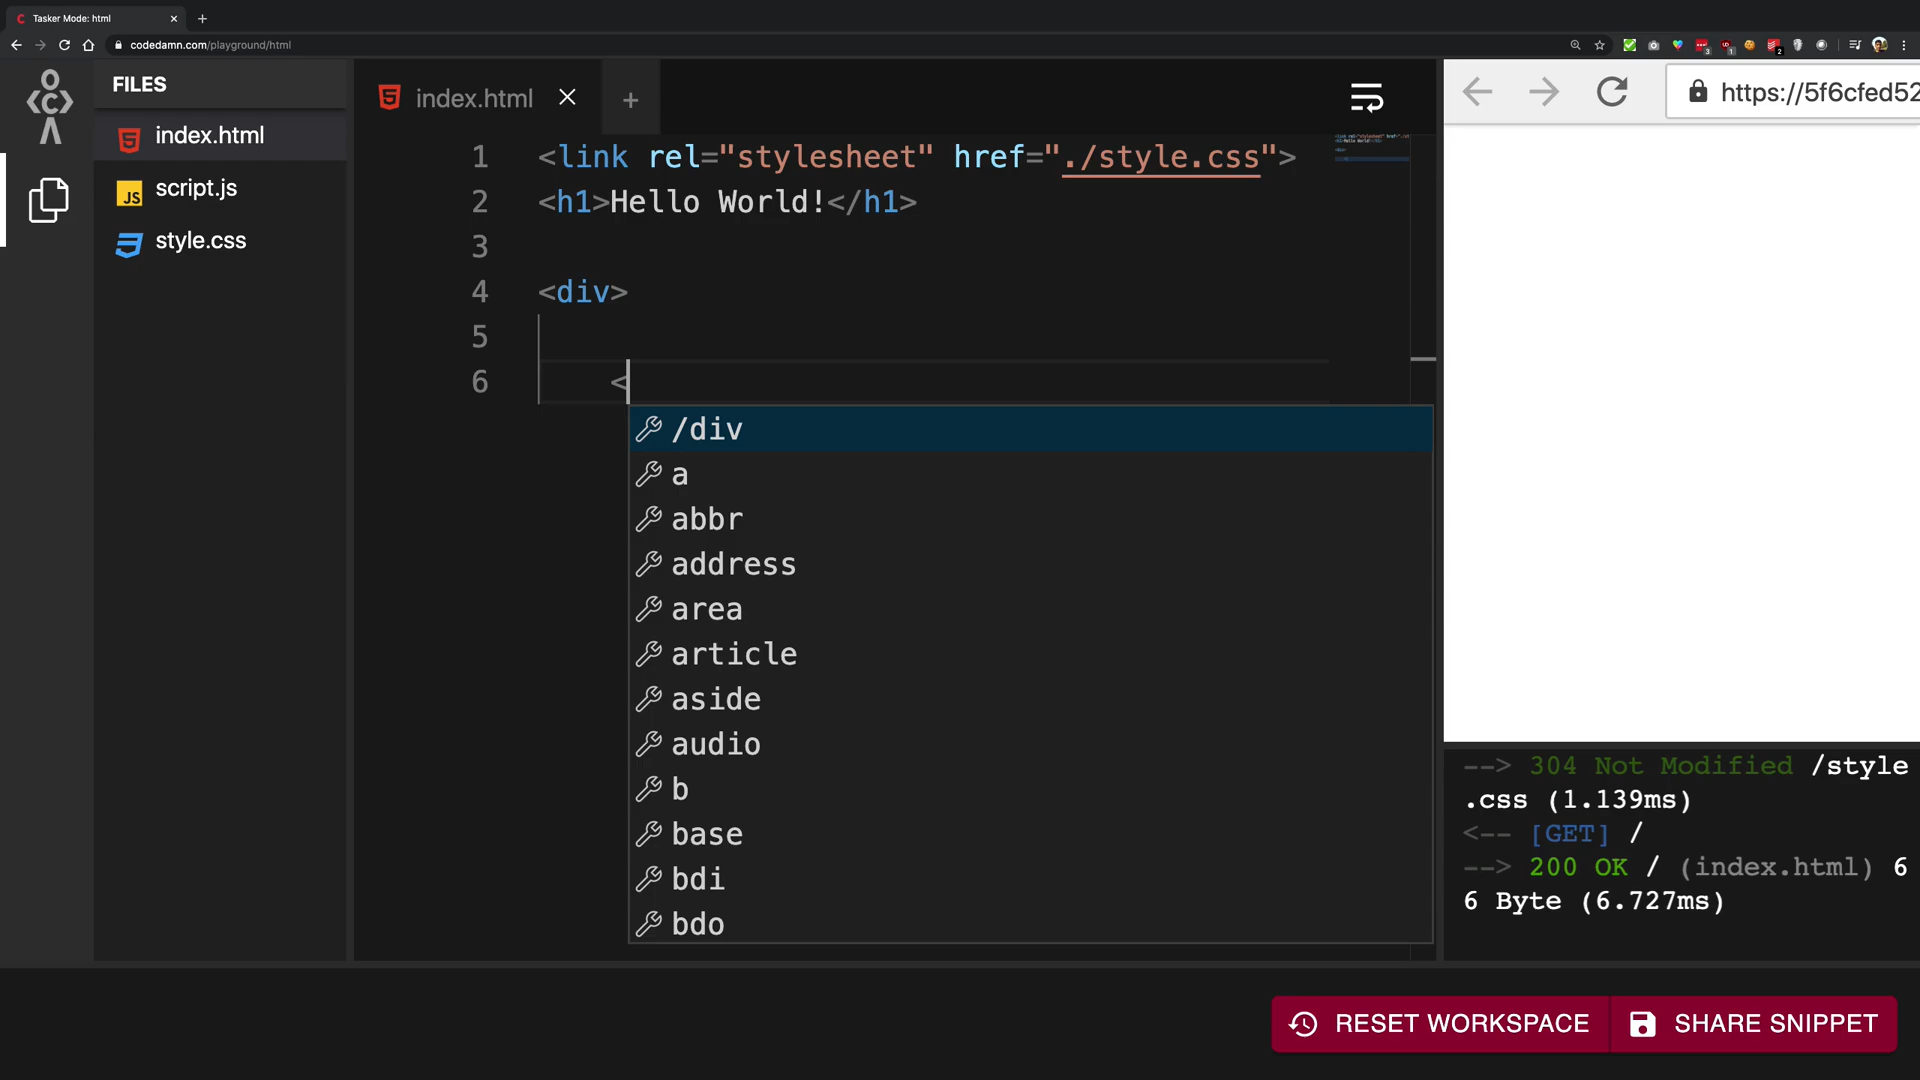 Tasker Mode: html
codedamn.com/playground/html
FILES
index.html
script.js
style.css
index.html
1 <link rel="stylesheet" href="./style.css">
2 <h1>Hello World!</h1>
3
4 <div>
5
6 <
/div
a
abbr
address
area
article
aside
audio
b
base
bdi
bdo
https://5f6cfed52
--> 304 Not Modified /style
.css (1.139ms)
<-- [GET] /
--> 200 OK / (index.html) 6
6 Byte (6.727ms)
RESET WORKSPACE
SHARE SNIPPET